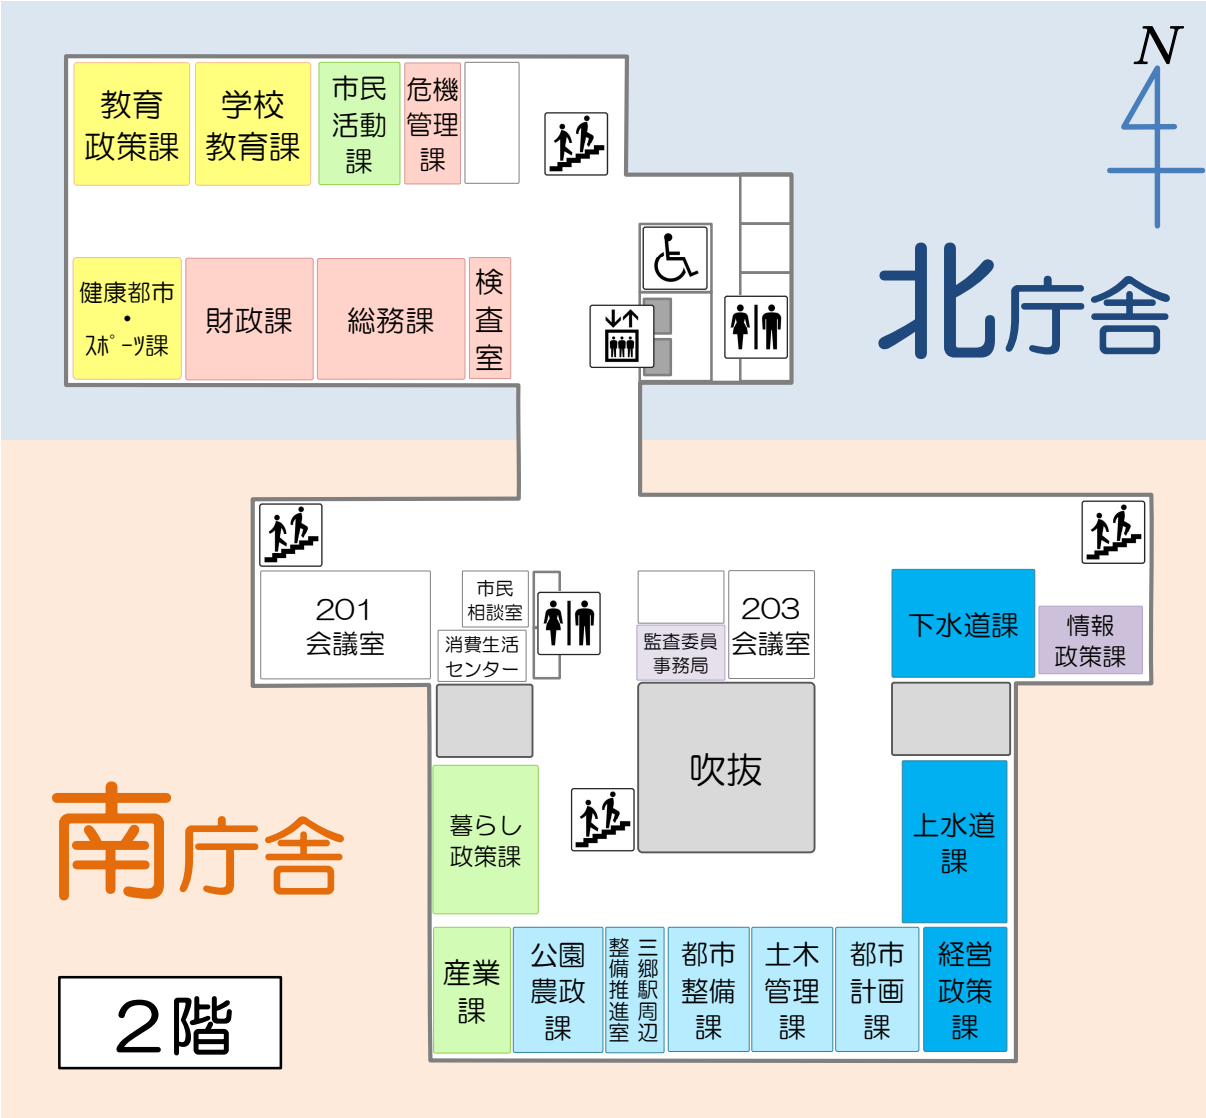 N
教育
政策課
学校
教育課
市民
活動
課
危機
管理
課
健康都市
・
スポーツ課
財政課
総務課
検
査
室
北庁舎
201
会議室
市民
相談室
消費生活
センター
監査委員
事務局
203
会議室
下水道課
情報
政策課
吹抜
暮らし
政策課
上水道
課
南庁舎
産業
課
公園
農政
課
三郷駅周辺
整備推進室
都市
整備
課
土木
管理
課
都市
計画
課
経営
政策
課
2階